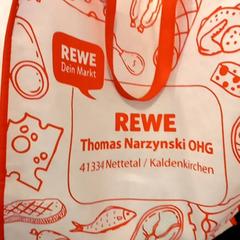 REWE
Dein Markt
REWE
Thomas Narzynski OHG
41334 Nettetal / Kaldenkirchen